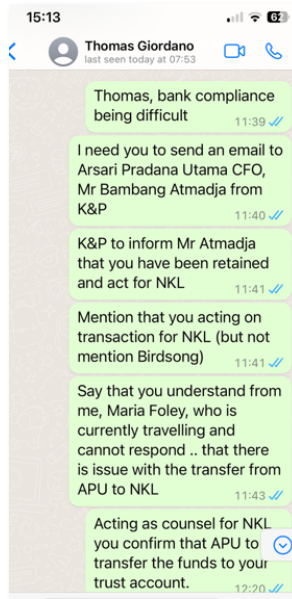 15:13
62
Thomas Giordano
last seen today at 07:53
Thomas, bank compliance
being difficult
11:39
I need you to send an email to
Arsari Pradana Utama CFO,
Mr Bambang Atmadja from
K&P
11:40
K&P to inform Mr Atmadja
that you have been retained
and act for NKL
11:41
Mention that you acting on
transaction for NKL (but not
mention Birdsong)
11:41
Say that you understand from
me, Maria Foley, who is
currently travelling and
cannot respond .. that there
is issue with the transfer from
APU to NKL
11:43
Acting as counsel for NKL
you confirm that APU to
transfer the funds to your
trust account.
12:20